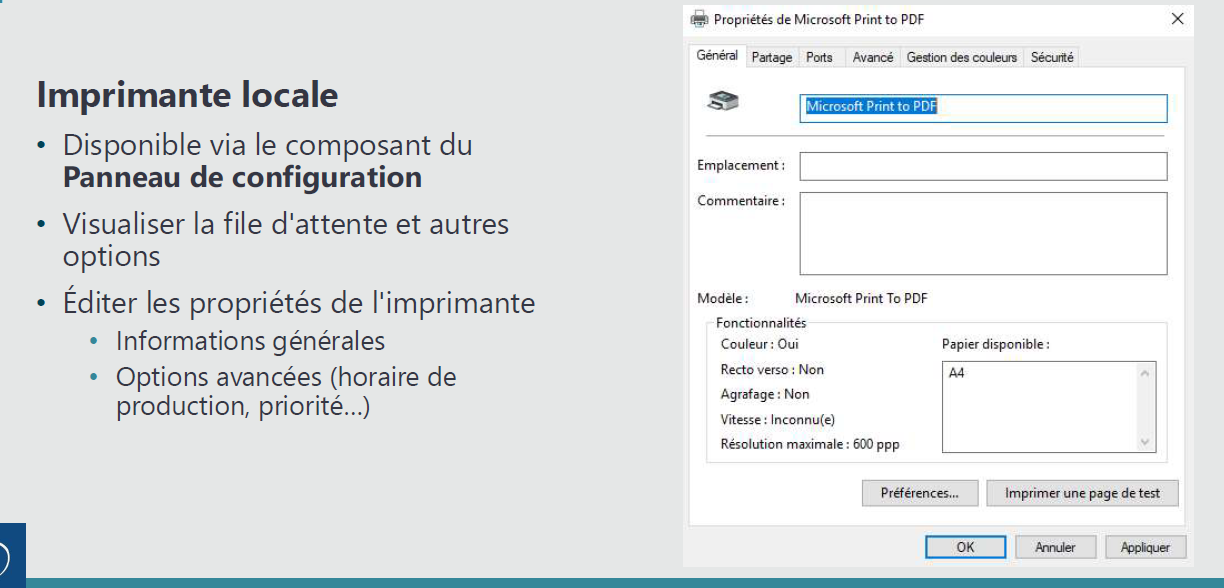 Imprimante locale
• Disponible via le composant du
Panneau de configuration
• Visualiser la file d'attente et autres
options
• Éditer les propriétés de l'imprimante
• Informations générales
• Options avancées (horaire de
production, priorité...)
Propriétés de Microsoft Print to PDF
Général Partage Ports Avancé Gestion des couleurs Sécurité
Microsoft Print to PDF
Emplacement :
Commentaire :
Modèle : Microsoft Print To PDF
Fonctionnalités
Couleur : Oui
Recto verso : Non
Agrafage : Non
Vitesse : Inconnu(e)
Résolution maximale : 600 ppp
Papier disponible :
A4
Préférences... Imprimer une page de test
OK Annuler Appliquer